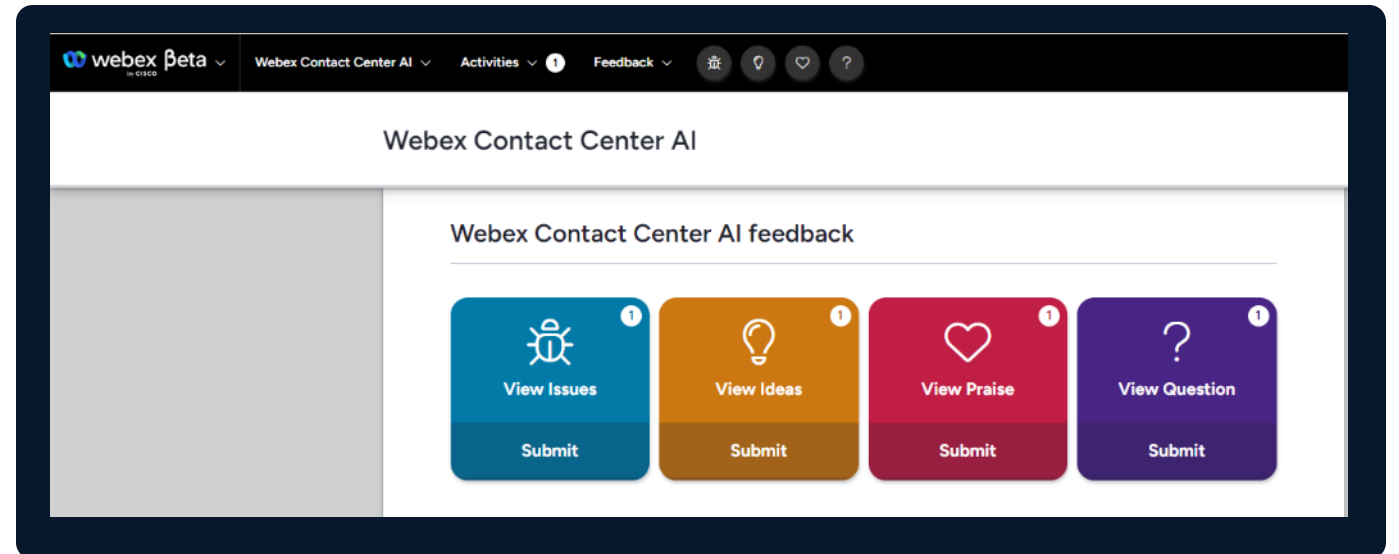 webex βeta
by CISCO
Webex Contact Center AI
Activities
1
Feedback
?
Webex Contact Center AI
Webex Contact Center AI feedback
1
View Issues
Submit
1
View Ideas
Submit
1
View Praise
Submit
1
?
View Question
Submit